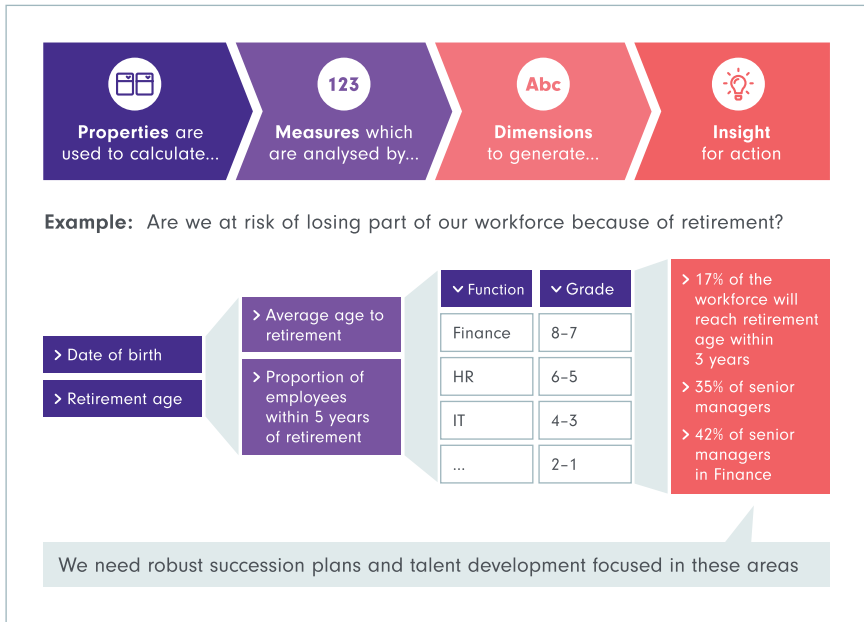 Properties are
used to calculate...
123
Measures which
are analysed by...
Abc
Dimensions
to generate...
Insight
for action
Example: Are we at risk of losing part of our workforce because of retirement?
> Date of birth
> Retirement age
> Average age to
retirement
> Proportion of
employees
within 5 years
of retirement
Function
Grade
Finance
8–7
HR
6–5
IT
4–3
...
2–1
> 17% of the
workforce will
reach retirement
age within
3 years
> 35% of senior
managers
> 42% of senior
managers
in Finance
We need robust succession plans and talent development focused in these areas